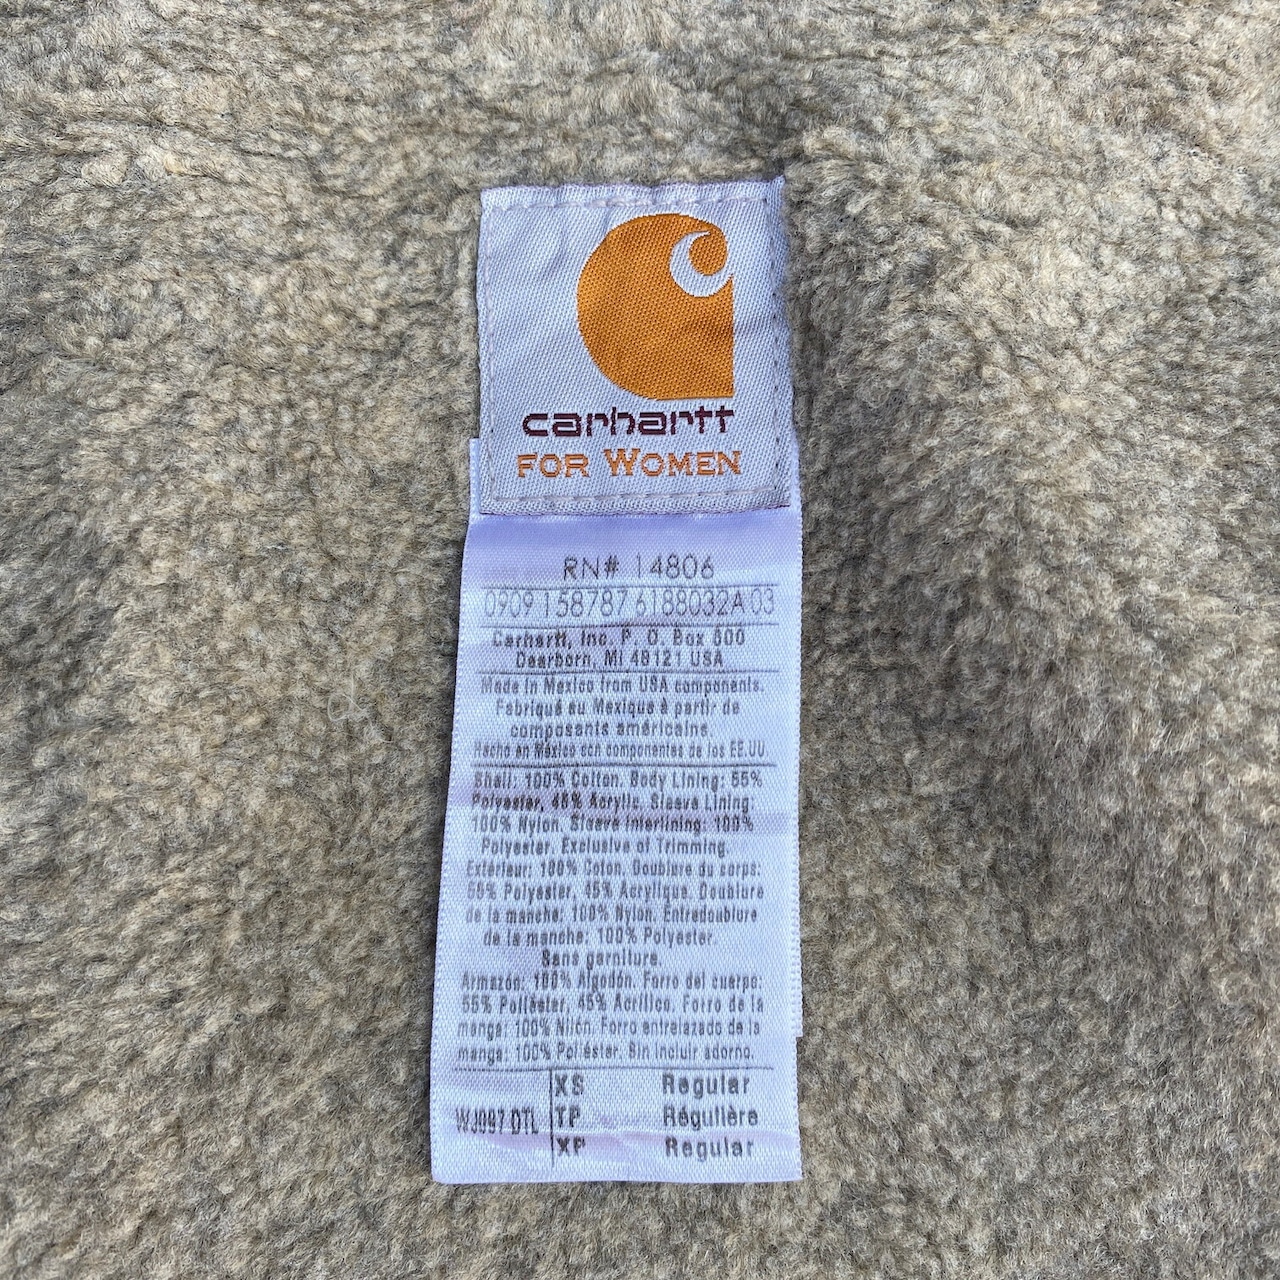 carhartt
FOR WOMEN
RN# 14806
0909 158787 6188032A 03
Carhartt, Inc. P. O. Box 600
Dearborn, MI 48121 USA
Made in Mexico from USA components.
Fabriqué au Mexique à partir de
composants américains.
Hecho en México con componentes de los EE.UU
Shell: 100% Cotton. Body Lining: 55%
Polyester, 45% Acrylic. Sleeve Lining:
100% Nylon. Sleeve Interlining: 100%
Polyester. Exclusive of Trimming.
Extérieur: 100% Coton. Doublure du corps:
55% Polyester, 45% Acrylique. Doublure
de la manche: 100% Nylon. Entredoublure
de la manche: 100% Polyester.
Sans garniture.
Armazón: 100% Algodón. Forro del cuerpo:
55% Poliéster, 45% Acrílico. Forro de la
manga: 100% Nilón. Forro entrelazado de la
manga: 100% Poliéster. Sin incluir adorno.
XS Regular
WJ097 DTL TP Régulière
XP Regular